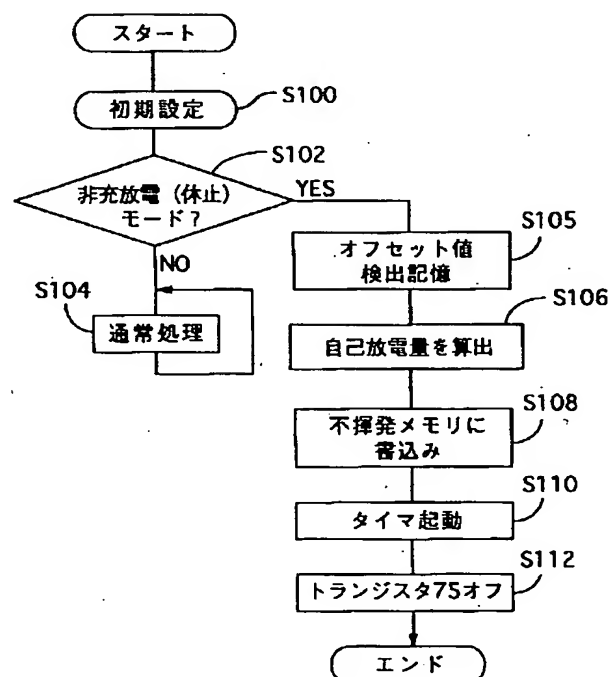 スタート
初期設定
S100
S102
非充放電(休止)
モード?
YES
NO
S104
通常処理
S105
オフセット値
検出記憶
S106
自己放電量を算出
S108
不揮発メモリに
書込み
S110
タイマ起動
S112
トランジスタ75オフ
エンド